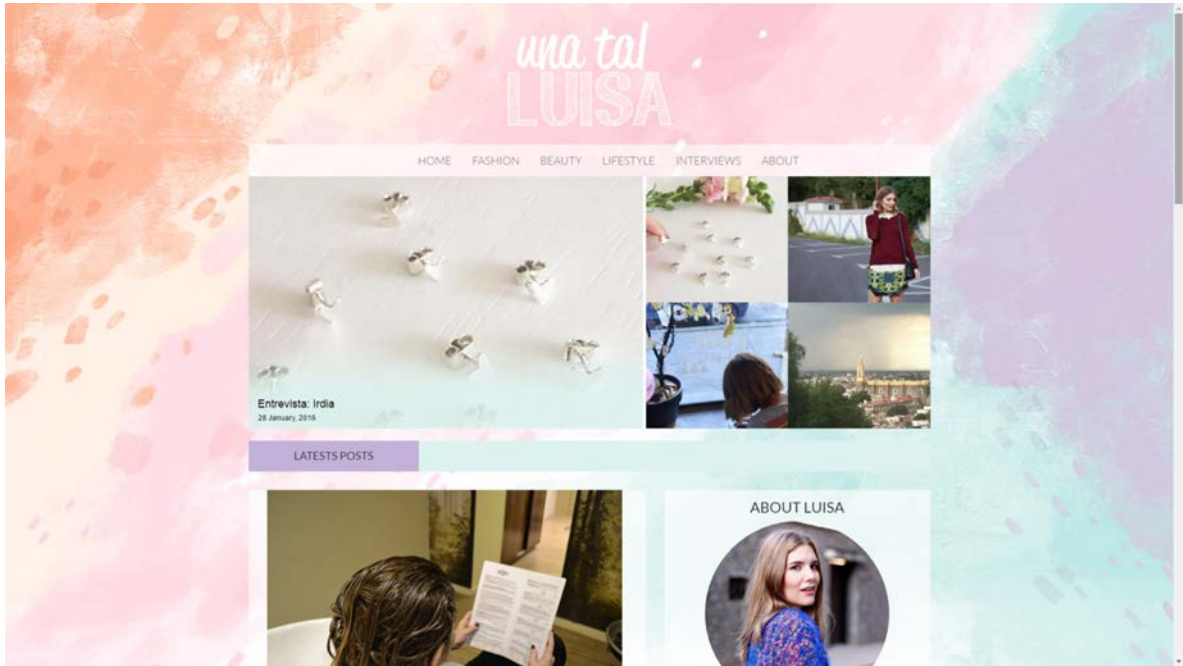 una tal
LUISA
HOME FASHION BEAUTY LIFESTYLE INTERVIEWS ABOUT
Entrevista: Irdia
28 January, 2016
LATESTS POSTS
ABOUT LUISA